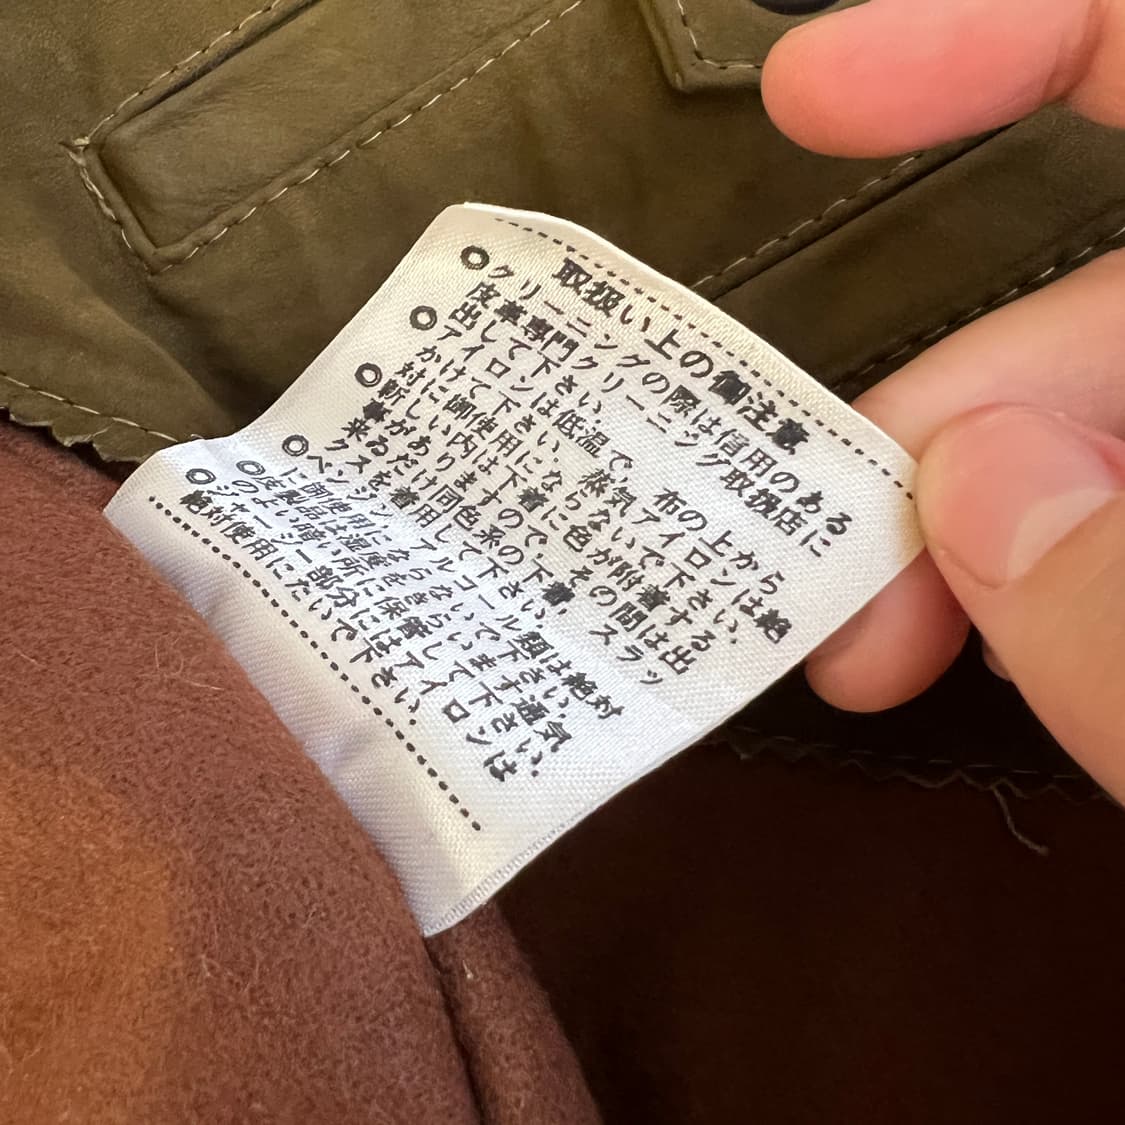 取扱い上の御注意
◎クリーニングの際は信用のある
皮革専門クリーニング取扱店に
出して下さい。
◎アイロンは低温で、布の上から
かけて下さい。蒸気アイロンは絶
対に御使用にならないで下さい。
◎新しい内は下着に色が附着する
事がありますので、その間は出
来るだけ同色系の下着、スラッ
クスを着用して下さい。
◎ベンジン、アルコール類は絶対
に御使用にならないで下さい。
◎皮製品は湿度をきらいます通気
のよい暗い所に保管して下さい。
◎ジャージー部分にはアイロンは
絶対使用しないで下さい。